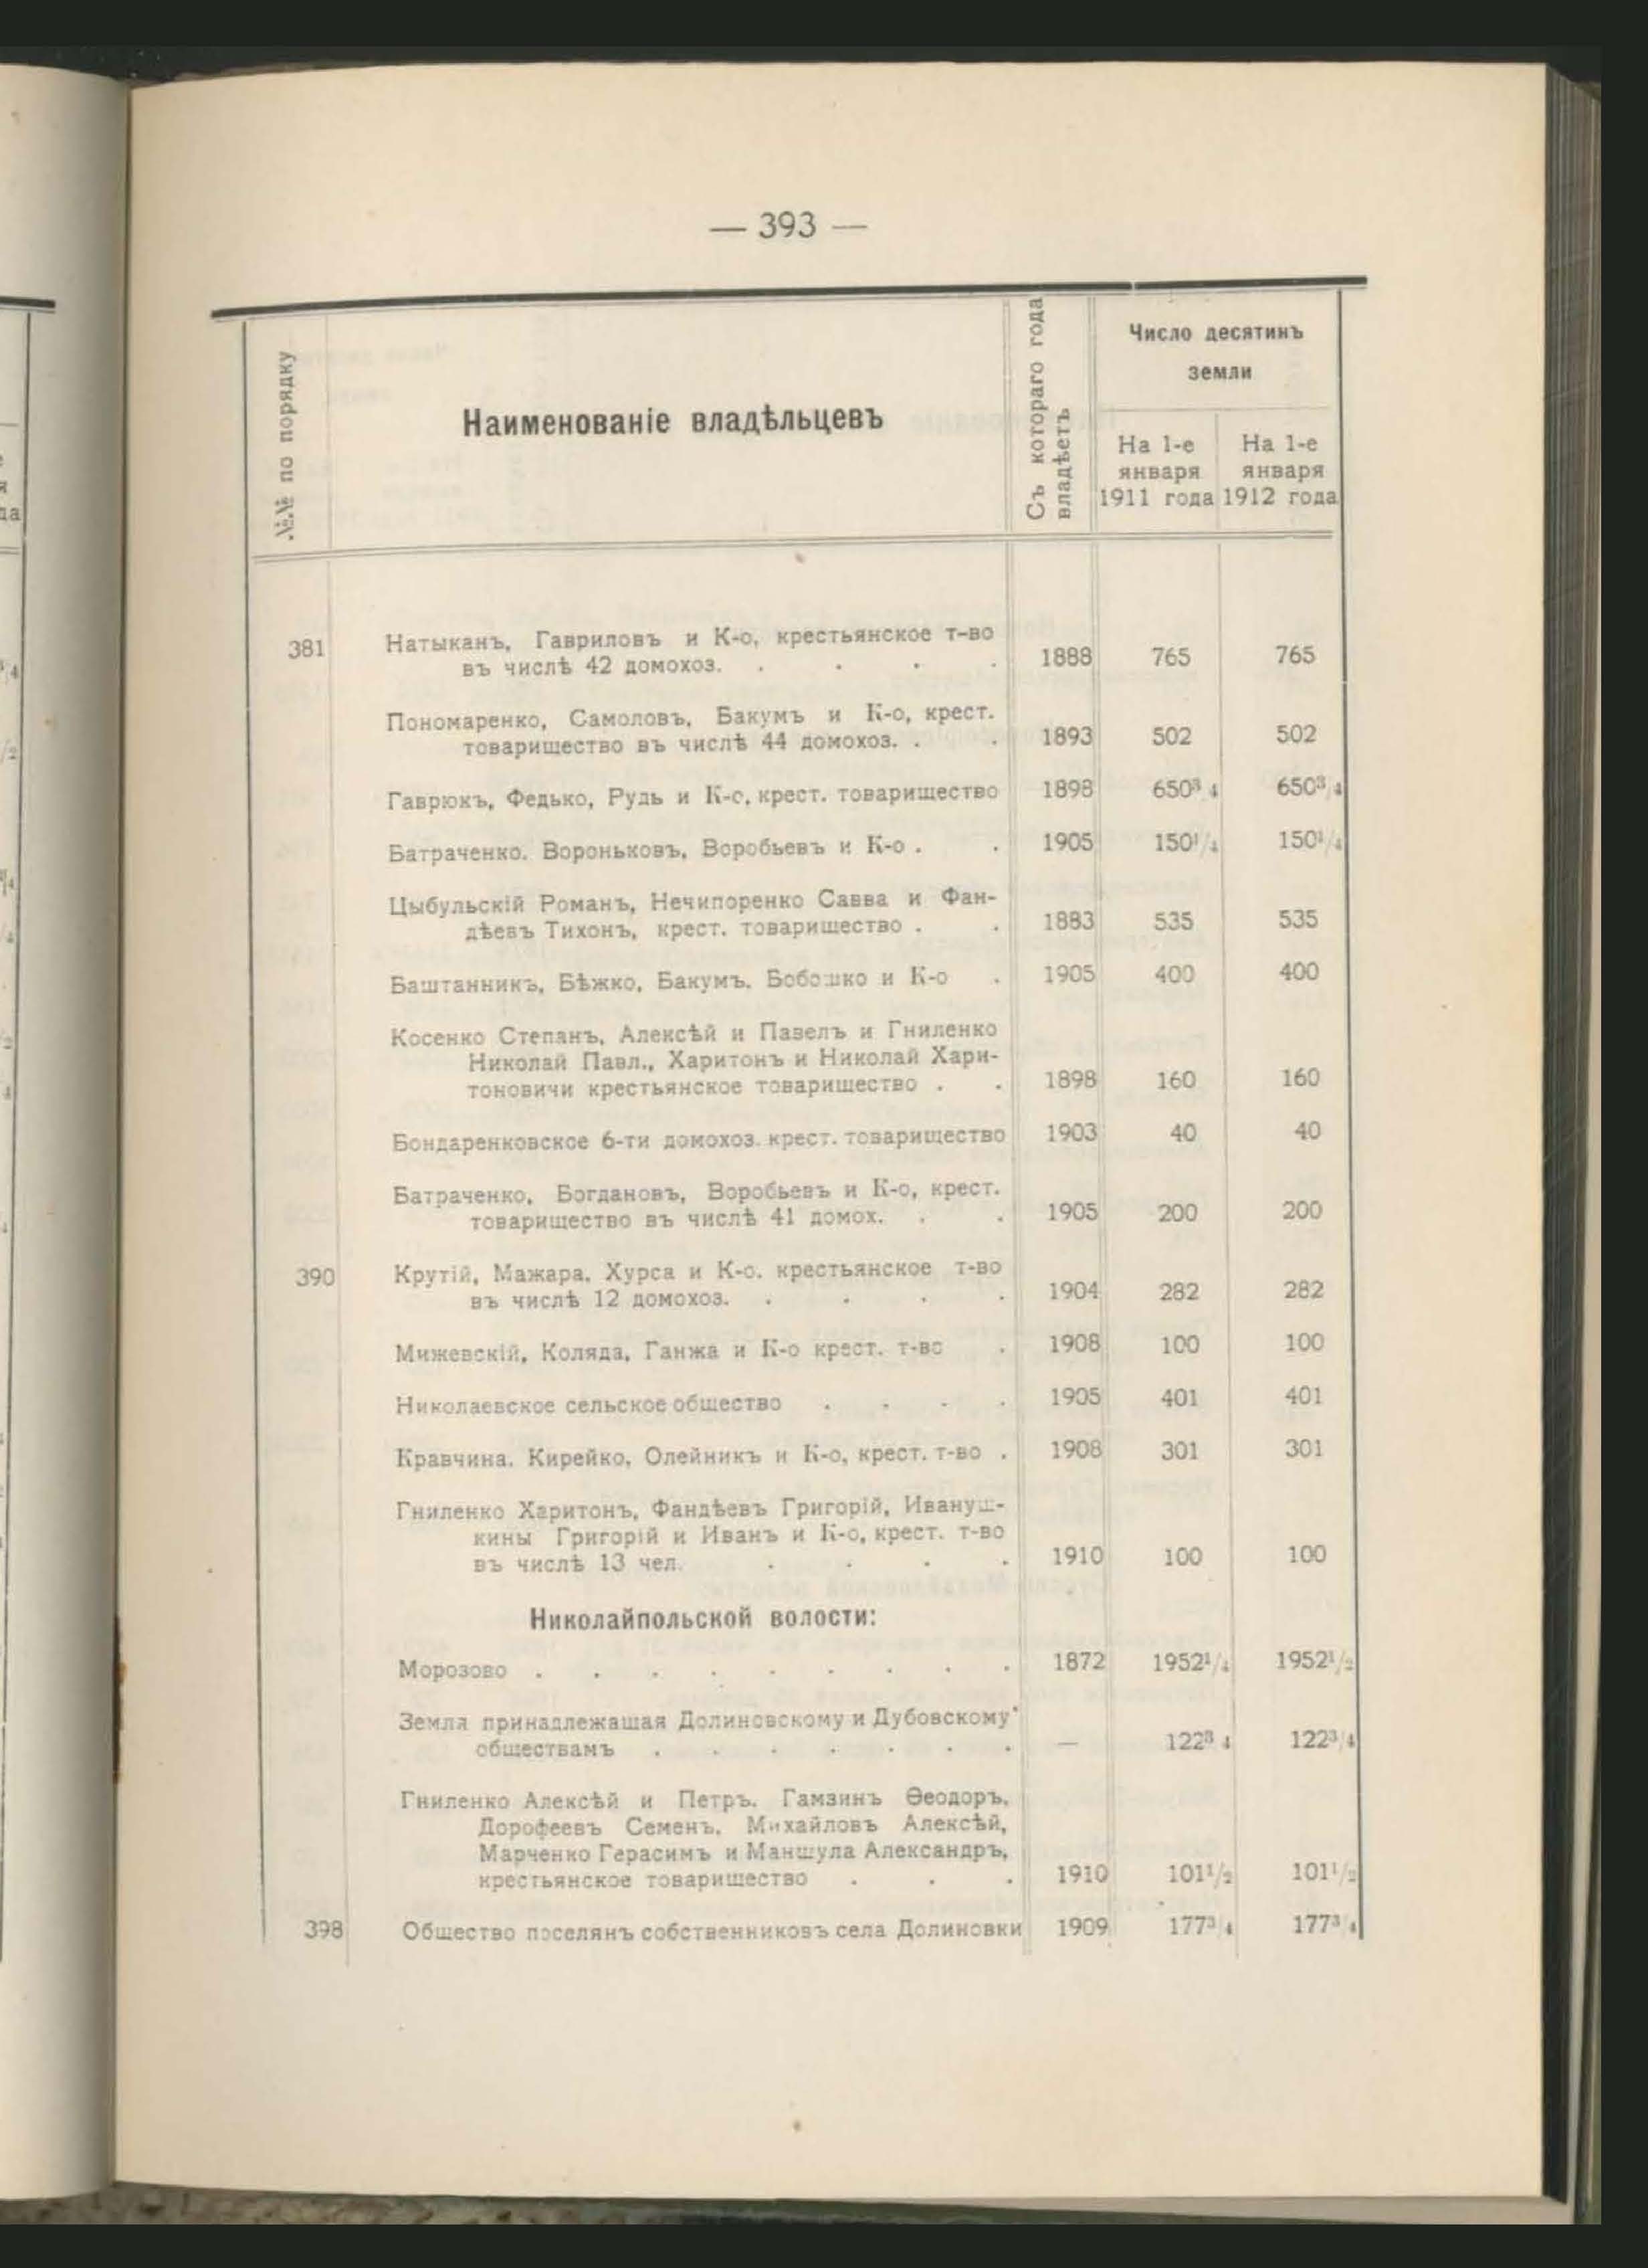 — 393 —
№№ по порядку
Наименованіе владѣльцевъ
Съ котораго года
владѣетъ
Число десятинъ
земли
На 1-е
января
1911 года
На 1-е
января
1912 года
381 Натыканъ, Гавриловъ и К-о, крестьянское т-во
въ числѣ 42 домохоз. . . . . 1888 765 765
Пономаренко, Самоловъ, Бакумъ и К-о, крест.
товарищество въ числѣ 44 домохоз. . . 1893 502 502
Гаврюкъ, Федько, Рудь и К-о, крест. товарищество 1898 650³/4 650³/4
Батраченко. Вороньковъ, Воробьевъ и К-о . . 1905 150¹/4 150¹/4
Цыбульскій Романъ, Нечипоренко Савва и Фан-
дѣевъ Тихонъ, крест. товарищество . . 1883 535 535
Баштанникъ, Бѣжко, Бакумъ. Бобошко и К-о . 1905 400 400
Косенко Степанъ, Алексѣй и Павелъ и Гниленко
Николай Павл., Харитонъ и Николай Хари-
тоновичи крестьянское товарищество . . 1898 160 160
Бондаренковское 6-ти домохоз. крест. товарищество 1903 40 40
Батраченко, Богдановъ, Воробьевъ и К-о, крест.
товарищество въ числѣ 41 домох. . . 1905 200 200
390 Крутій, Мажара, Хурса и К-о. крестьянское т-во
въ числѣ 12 домохоз. . . . . 1904 282 282
Мижевскій, Коляда, Ганжа и К-о крест. т-во . 1908 100 100
Николаевское сельское общество . . . . 1905 401 401
Кравчина. Кирейко, Олейникъ и К-о, крест. т-во . 1908 301 301
Гниленко Харитонъ, Фандѣевъ Григорій, Ивануш-
кины Григорій и Иванъ и К-о, крест. т-во
въ числѣ 13 чел. . . . . 1910 100 100
Николайпольской волости:
Морозово . . . . . . . . . 1872 1952¹/4 1952¹/2
Земля принадлежащая Долиновскому и Дубовскому
обществамъ . . . . . . . — 122³/4 122³/4
Гниленко Алексѣй и Петръ. Гамзинъ Ѳеодоръ,
Дорофеевъ Семенъ, Михайловъ Алексѣй,
Марченко Герасимъ и Маншула Александръ,
крестьянское товарищество . . . 1910 101¹/2 101¹/2
398 Общество поселянъ собственниковъ села Долиновки 1909 177³/4 177³/4